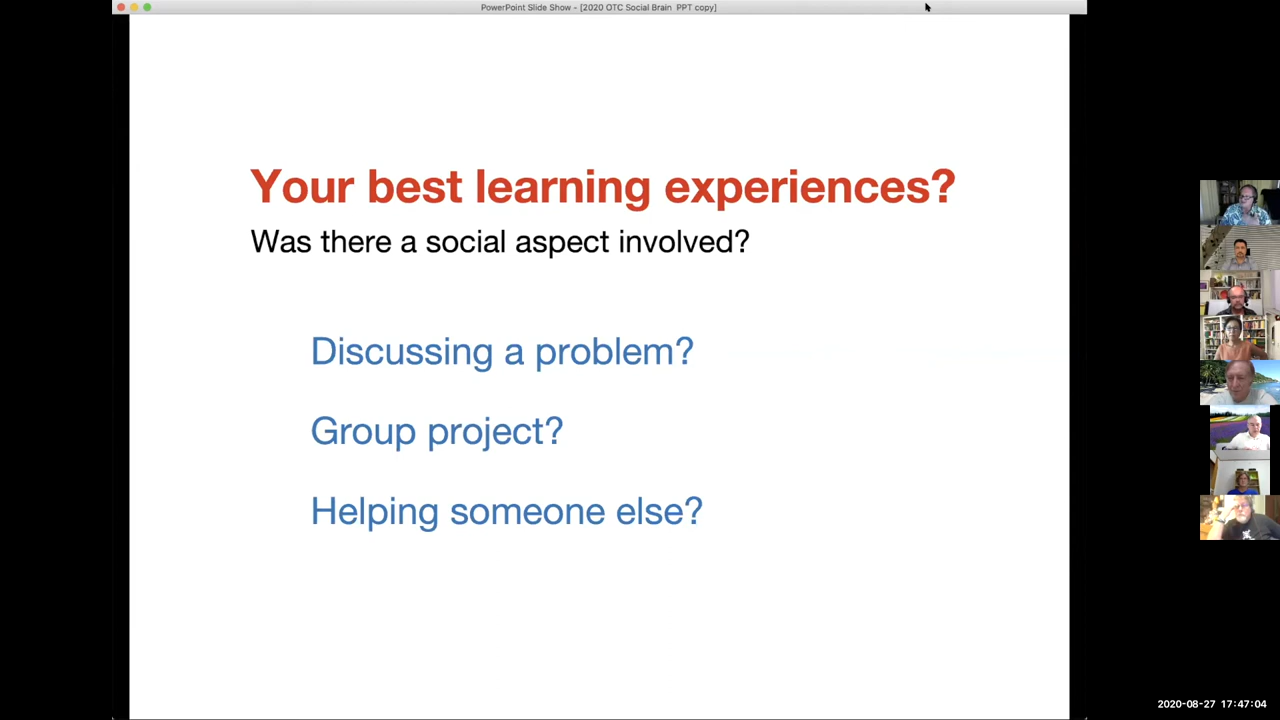 PowerPoint Slide Show - [2020 OTC Social Brain  PPT copy]
Your best learning experiences?
Was there a social aspect involved?
Discussing a problem?
Group project?
Helping someone else?
2020-08-27 17:47:04